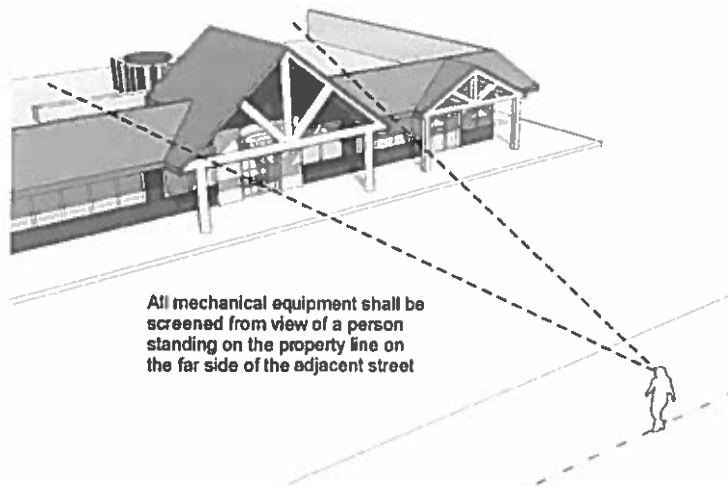 All mechanical equipment shall be
screened from view of a person
standing on the property line on
the far side of the adjacent street